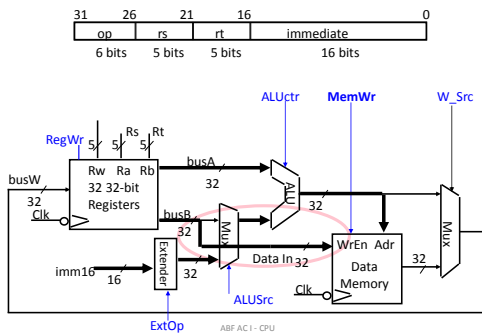 31 26 21 16 0
op rs rt immediate
6 bits 5 bits 5 bits 16 bits
ALUctr MemWr W_Src
Rs Rt
RegWr 5 5 5
Rw Ra Rb busA
busW 32 32-bit 32
32 Registers busB ALU 32
Clk 32 Mux Mux
WrEn Adr
Extender Data In 32 Data 32
imm16 32 Memory
16 Clk
ALUSrc
ExtOp
ABF AC I - CPU